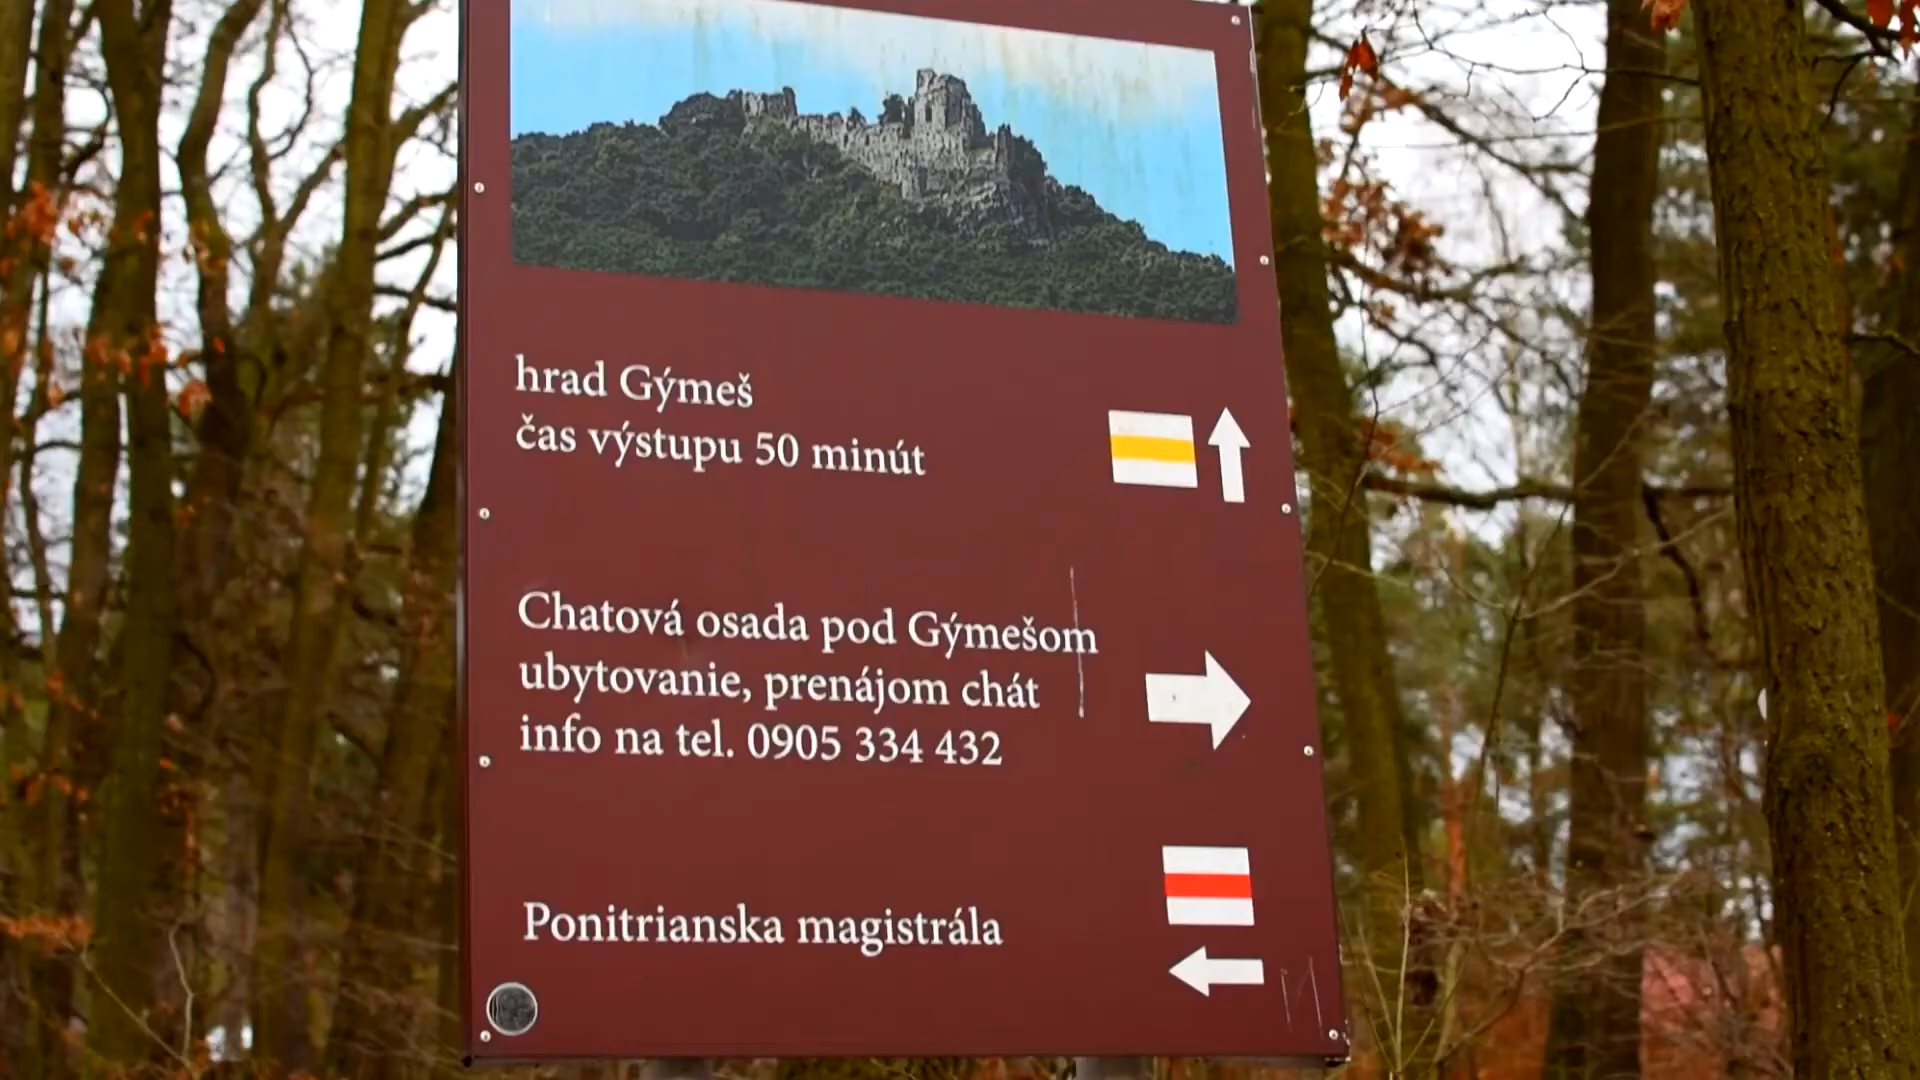 hrad Gýmeš
čas výstupu 50 minút
Chatová osada pod Gýmešom
ubytovanie, prenájom chát
info na tel. 0905 334 432
Ponitrianska magistrála